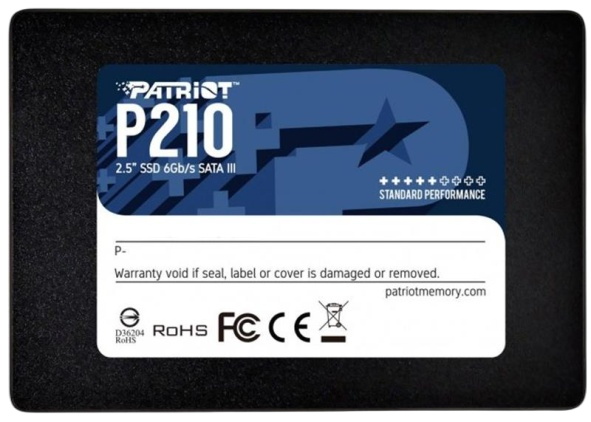 PATRIOT™
P210
2.5" SSD 6Gb/s SATA III
STANDARD PERFORMANCE
P-
Warranty void if seal, label or cover is damaged or removed.
patriotmemory.com
D36204
RoHS
RoHS FC CE